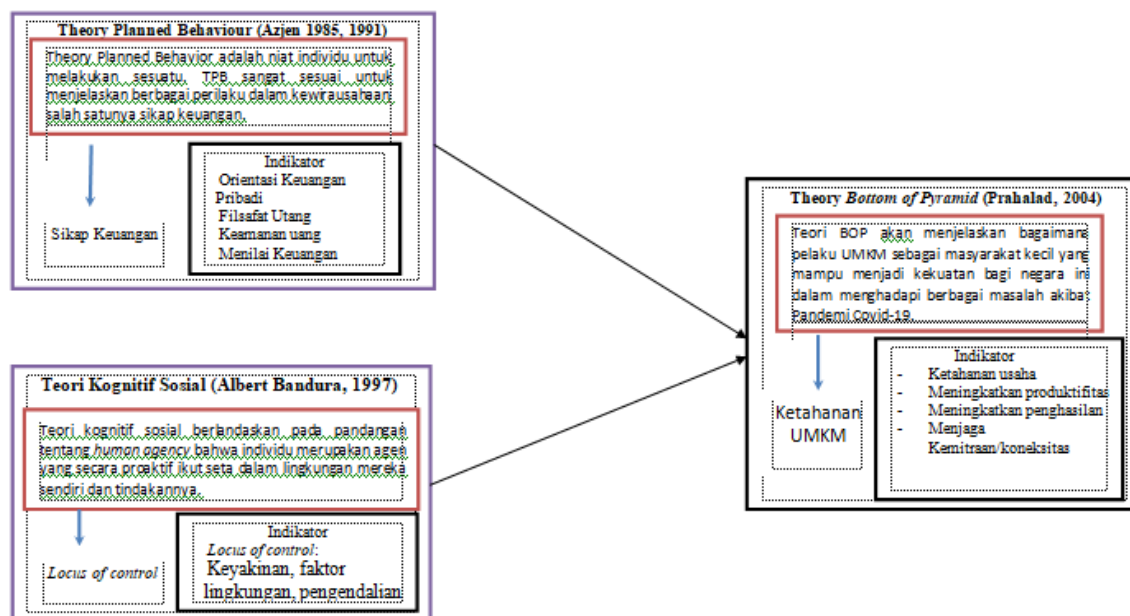 Theory Planned Behaviour (Azjen 1985, 1991)
Theory Planned Behavior adalah niat individu untuk
melakukan sesuatu. TPB sangat sesuai untuk
menjelaskan berbagai perilaku dalam kewirausahaan
salah satunya sikap keuangan.
Sikap Keuangan
Indikator
Orientasi Keuangan
Pribadi
Filsafat Utang
Keamanan uang
Menilai Keuangan
Teori Kognitif Sosial (Albert Bandura, 1997)
Teori kognitif sosial berlandaskan pada pandangan
tentang human agency bahwa individu merupakan agen
yang secara proaktif ikut seta dalam lingkungan mereka
sendiri dan tindakannya.
Locus of control
Indikator
Locus of control:
Keyakinan, faktor
lingkungan, pengendalian
Theory Bottom of Pyramid (Prahalad, 2004)
Teori BOP akan menjelaskan bagaimana
pelaku UMKM sebagai masyarakat kecil yang
mampu menjadi kekuatan bagi negara ini
dalam menghadapi berbagai masalah akibat
Pandemi Covid-19.
Ketahanan
UMKM
Indikator
- Ketahanan usaha
- Meningkatkan produktifitas
- Meningkatkan penghasilan
- Menjaga
Kemitraan/koneksitas